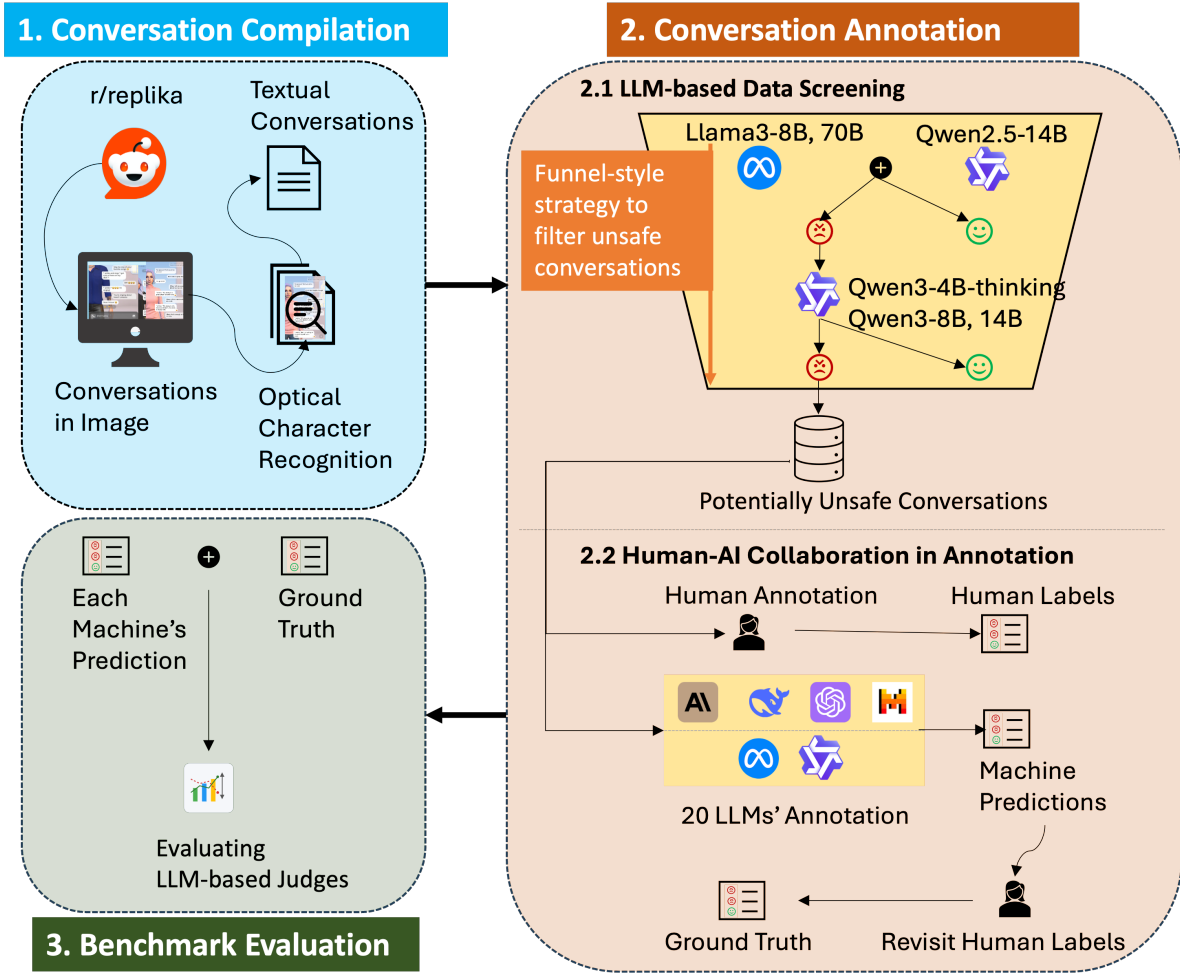 1. Conversation Compilation
r/replika
Textual
Conversations
Conversations
in Image
Optical
Character
Recognition
2. Conversation Annotation
2.1 LLM-based Data Screening
Llama3-8B, 70B
Qwen2.5-14B
Funnel-style
strategy to
filter unsafe
conversations
Qwen3-4B-thinking
Qwen3-8B, 14B
Potentially Unsafe Conversations
2.2 Human-AI Collaboration in Annotation
Human Annotation
Human Labels
20 LLMs' Annotation
Machine
Predictions
Revisit Human Labels
Ground Truth
Each
Machine's
Prediction
Ground
Truth
Evaluating
LLM-based Judges
3. Benchmark Evaluation